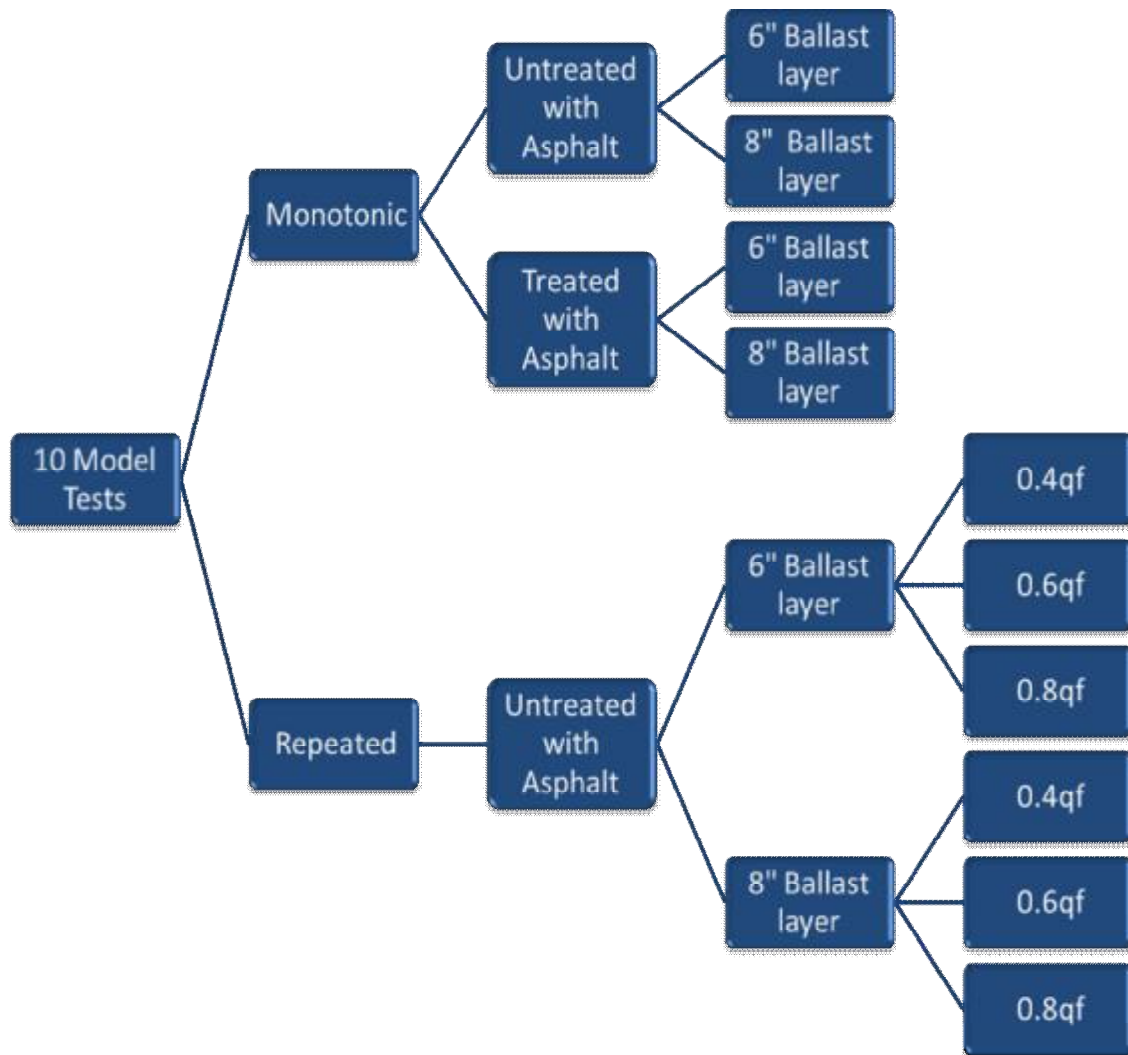 10 Model
Tests
Monotonic
Untreated
with
Asphalt
6" Ballast
layer
8" Ballast
layer
Treated
with
Asphalt
6" Ballast
layer
8" Ballast
layer
Repeated
Untreated
with
Asphalt
6" Ballast
layer
0.4qf
0.6qf
0.8qf
8" Ballast
layer
0.4qf
0.6qf
0.8qf